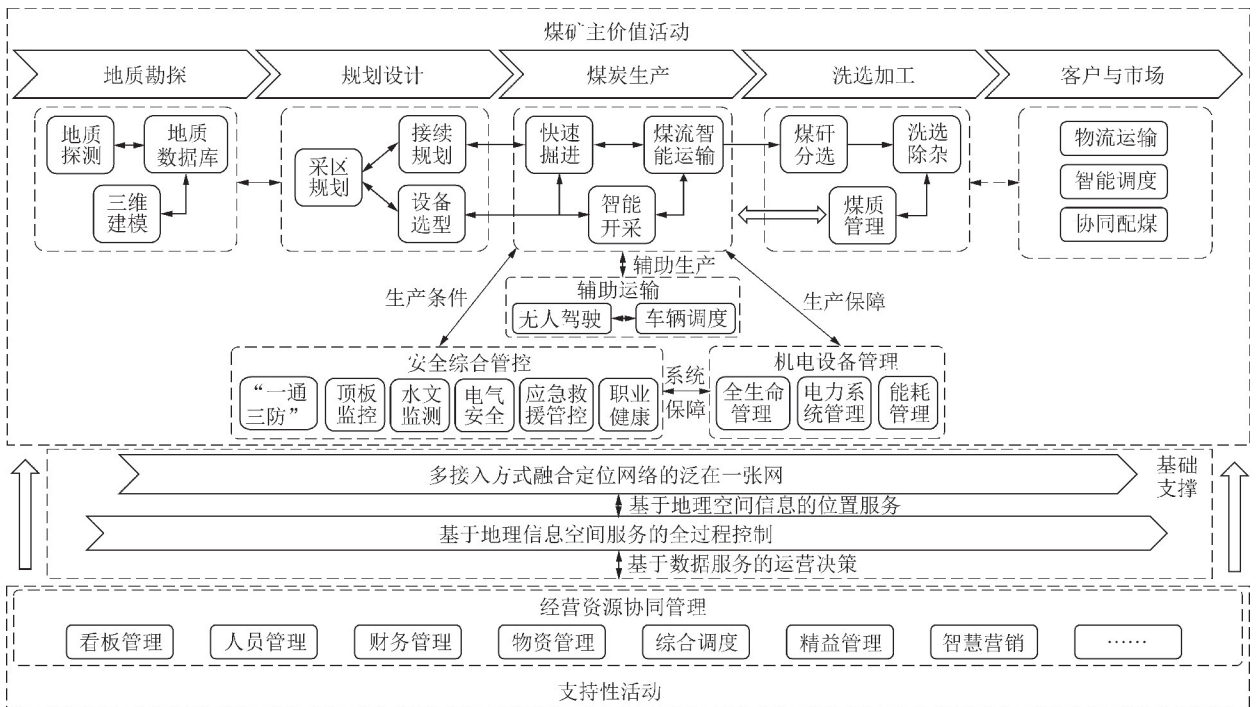 煤矿主价值活动
地质勘探
规划设计
煤炭生产
洗选加工
客户与市场
地质
探测
地质
数据库
三维
建模
采区
规划
接续
规划
设备
选型
快速
掘进
煤流智
能运输
智能
开采
煤矸
分选
洗选
除杂
煤质
管理
物流运输
智能调度
协同配煤
生产条件
辅助生产
生产保障
辅助运输
无人驾驶
车辆调度
安全综合管控
“一通
三防”
顶板
监控
水文
监测
电气
安全
应急救
援管控
职业
健康
系统
保障
机电设备管理
全生命
管理
电力系
统管理
能耗
管理
多接入方式融合定位网络的泛在一张网
基础
支撑
基于地理空间信息的位置服务
基于地理信息空间服务的全过程控制
基于数据服务的运营决策
经营资源协同管理
看板管理
人员管理
财务管理
物资管理
综合调度
精益管理
智慧营销
……
支持性活动